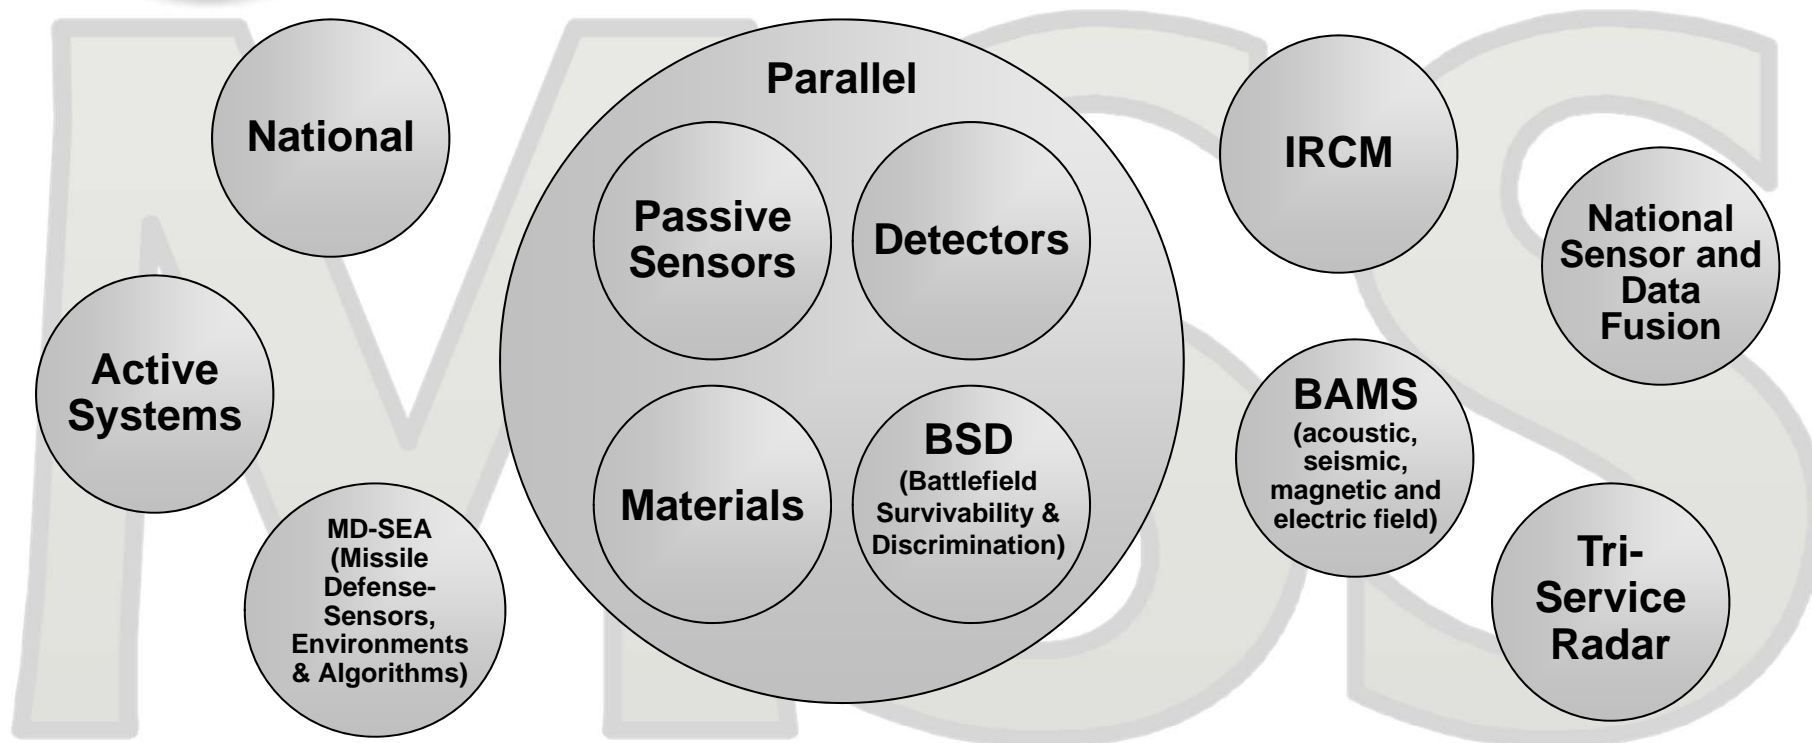 National
Active
Systems
MD-SEA
(Missile
Defense-
Sensors,
Environments
& Algorithms)
Parallel
Passive
Sensors
Detectors
Materials
BSD
(Battlefield
Survivability &
Discrimination)
IRCM
National
Sensor and
Data
Fusion
BAMS
(acoustic,
seismic,
magnetic and
electric field)
Tri-
Service
Radar
MSS